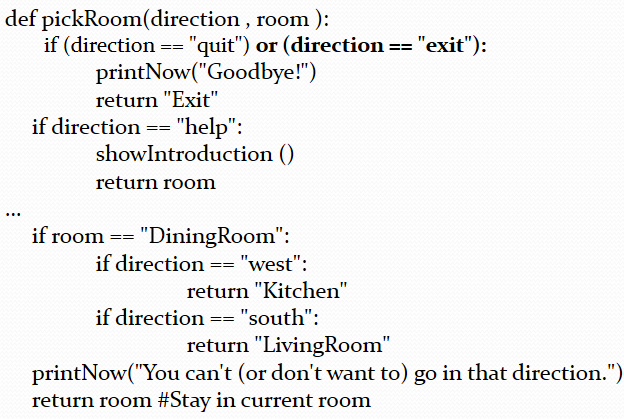 def pickRoom(direction , room ):
if (direction == "quit") or (direction == "exit"):
printNow("Goodbye!")
return "Exit"
if direction == "help":
showIntroduction ()
return room
...
if room == "DiningRoom":
if direction == "west":
return "Kitchen"
if direction == "south":
return "LivingRoom"
printNow("You can't (or don't want to) go in that direction.")
return room #Stay in current room